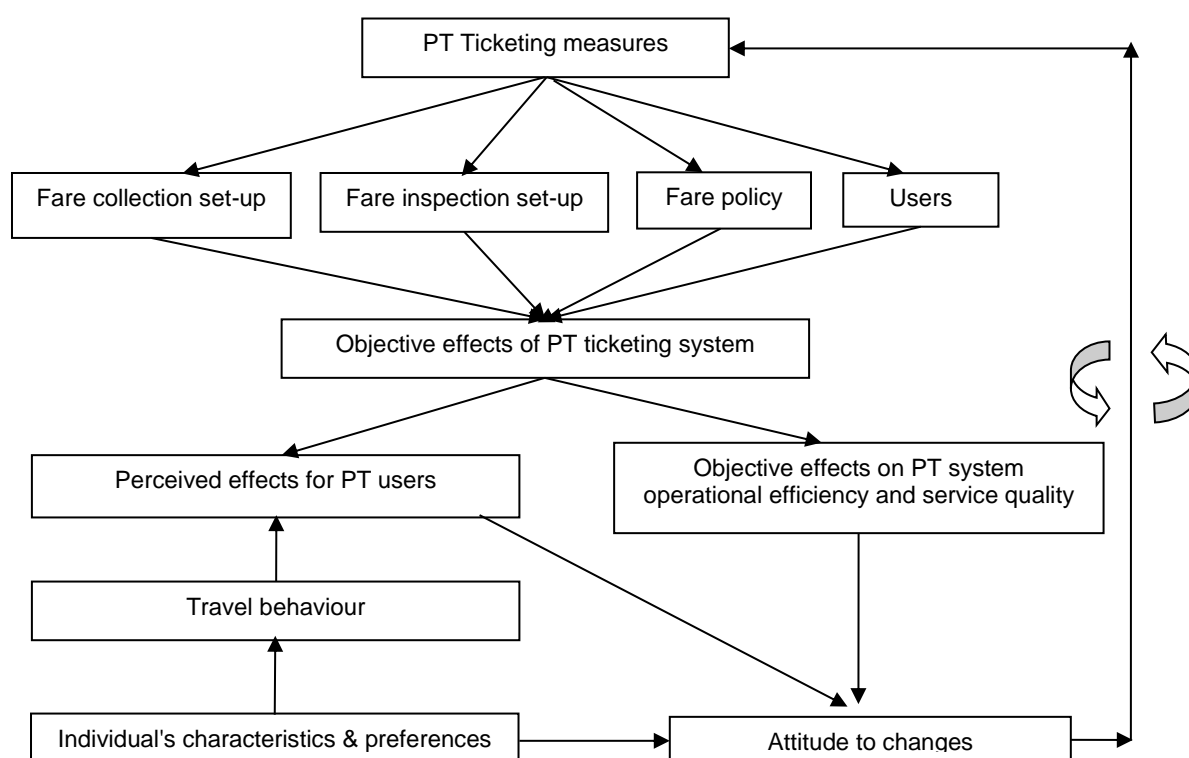 PT Ticketing measures
Fare collection set-up
Fare inspection set-up
Fare policy
Users
Objective effects of PT ticketing system
Perceived effects for PT users
Objective effects on PT system
operational efficiency and service quality
Travel behaviour
Individual's characteristics & preferences
Attitude to changes